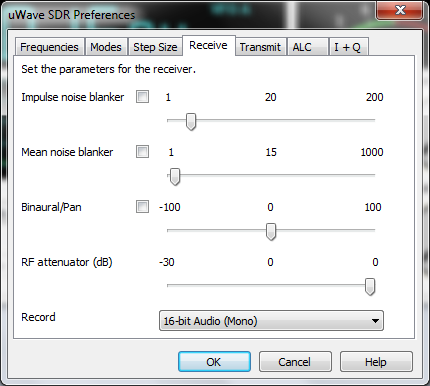 uWave SDR Preferences
Frequencies Modes Step Size Receive Transmit ALC I + Q
Set the parameters for the receiver.
Impulse noise blanker 1 20 200
Mean noise blanker 1 15 1000
Binaural/Pan -100 0 100
RF attenuator (dB) -30 0 0
Record 16-bit Audio (Mono)
OK Cancel Help